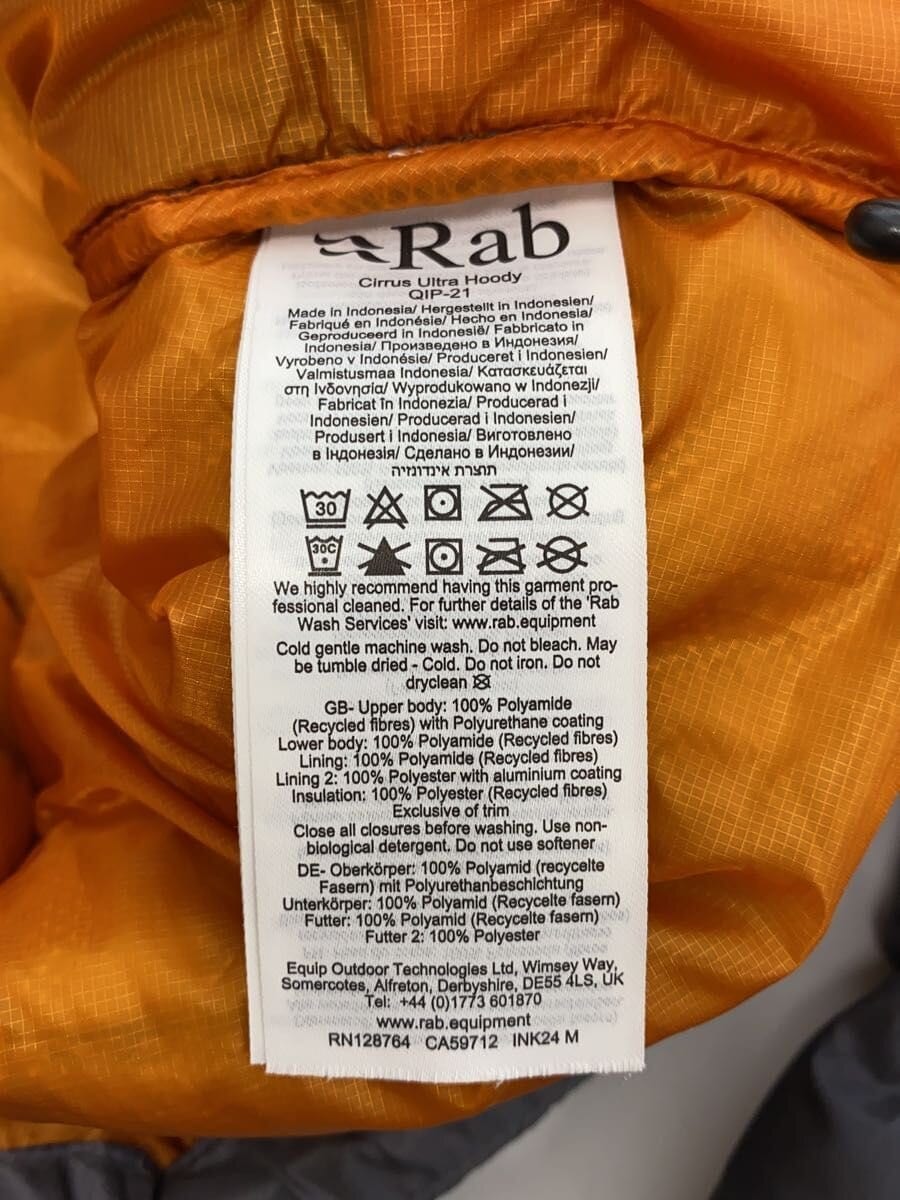 Rab
Cirrus Ultra Hoody
QIP-21
Made in Indonesia/ Hergestellt in Indonesien/
Fabriqué en Indonésie/ Hecho en Indonesia/
Geproduceerd in Indonesië/ Fabbricato in
Indonesia/ Произведено в Индонезия/
Vyrobeno v Indonésie/ Produceret i Indonesien/
Valmistusmaa Indonesia/ Κατασκευάζεται
στη Ινδονησία/ Wyprodukowano w Indonezji/
Fabricat în Indonezia/ Producerad i
Indonesien/ Producerad i Indonesien/
Produsert i Indonesia/ Виготовлено
в Індонезія/ Сделано в Индонезии/
תוצרת אינדונזיה
30
30C
We highly recommend having this garment pro-
fessional cleaned. For further details of the 'Rab
Wash Services' visit: www.rab.equipment
Cold gentle machine wash. Do not bleach. May
be tumble dried - Cold. Do not iron. Do not
dryclean
GB- Upper body: 100% Polyamide
(Recycled fibres) with Polyurethane coating
Lower body: 100% Polyamide (Recycled fibres)
Lining: 100% Polyamide (Recycled fibres)
Lining 2: 100% Polyester with aluminium coating
Insulation: 100% Polyester (Recycled fibres)
Exclusive of trim
Close all closures before washing. Use non-
biological detergent. Do not use softener
DE- Oberkörper: 100% Polyamid (recycelte
Fasern) mit Polyurethanbeschichtung
Unterkörper: 100% Polyamid (Recycelte fasern)
Futter: 100% Polyamid (Recycelte fasern)
Futter 2: 100% Polyester
Equip Outdoor Technologies Ltd, Wimsey Way,
Somercotes, Alfreton, Derbyshire, DE55 4LS, UK
Tel: +44 (0)1773 601870
www.rab.equipment
RN128764 CA59712 INK24 M